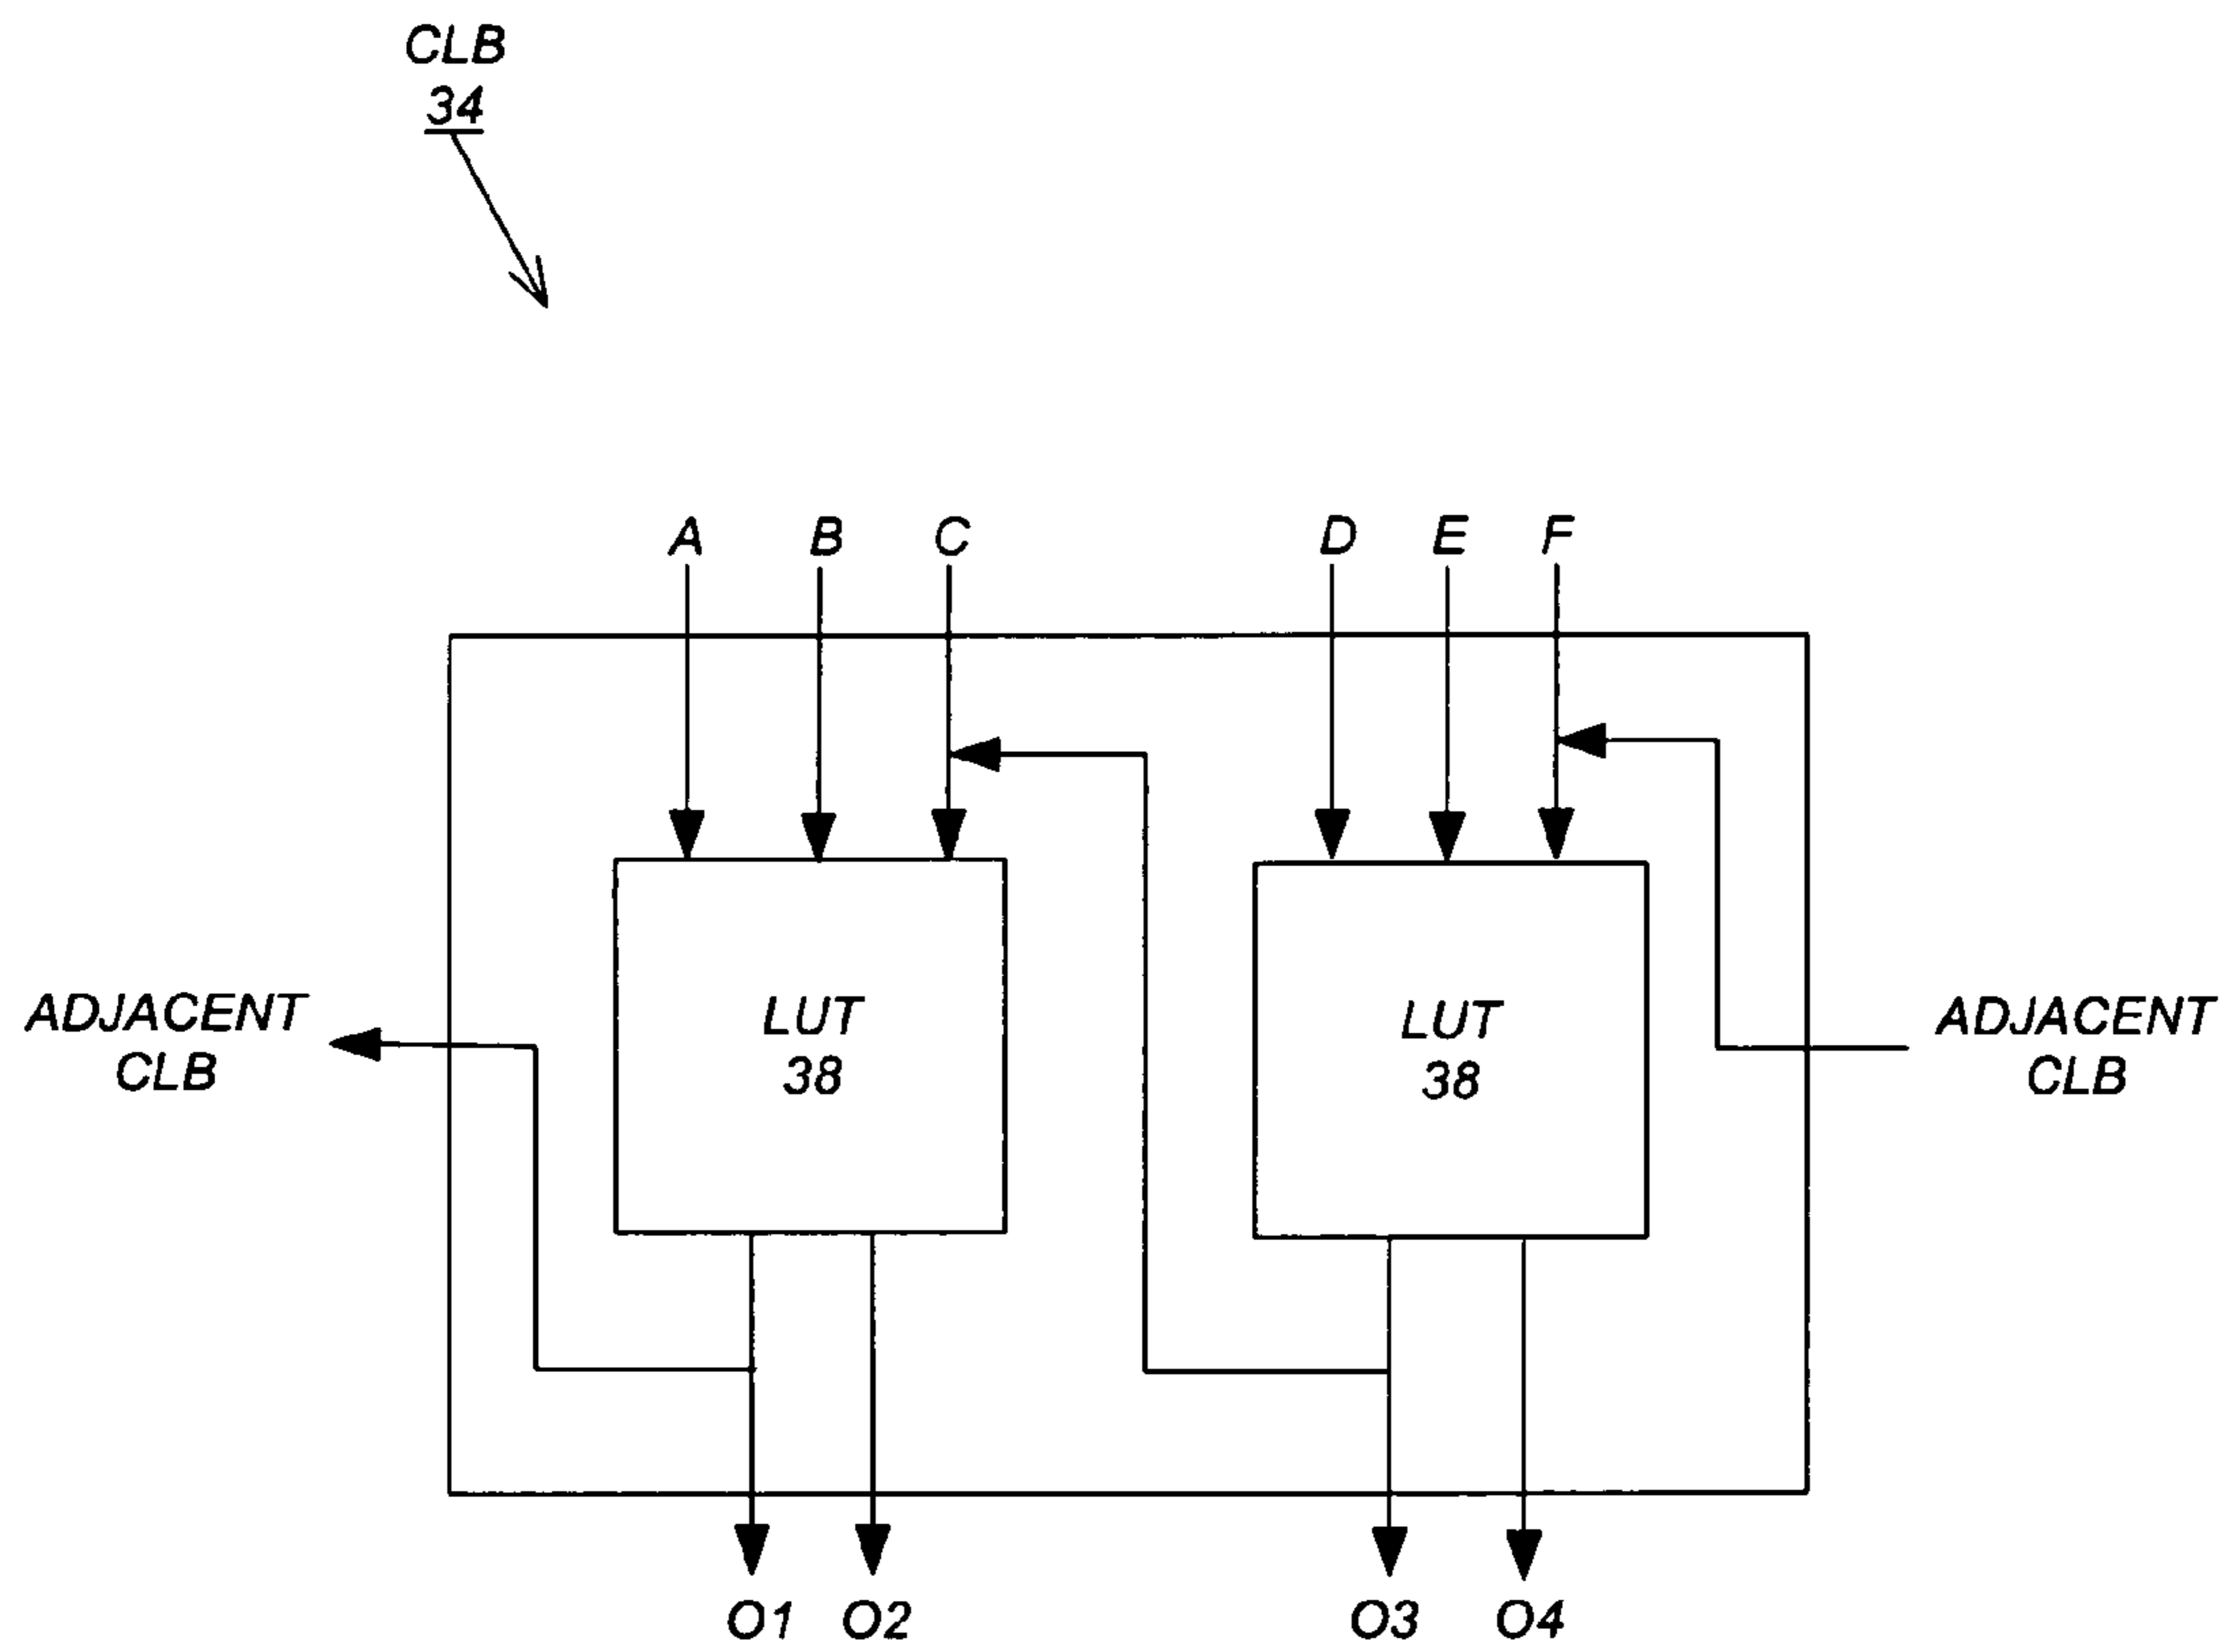 CLB
34
A B C D E F
LUT
38
LUT
38
ADJACENT
CLB
ADJACENT
CLB
O1 O2 O3 O4